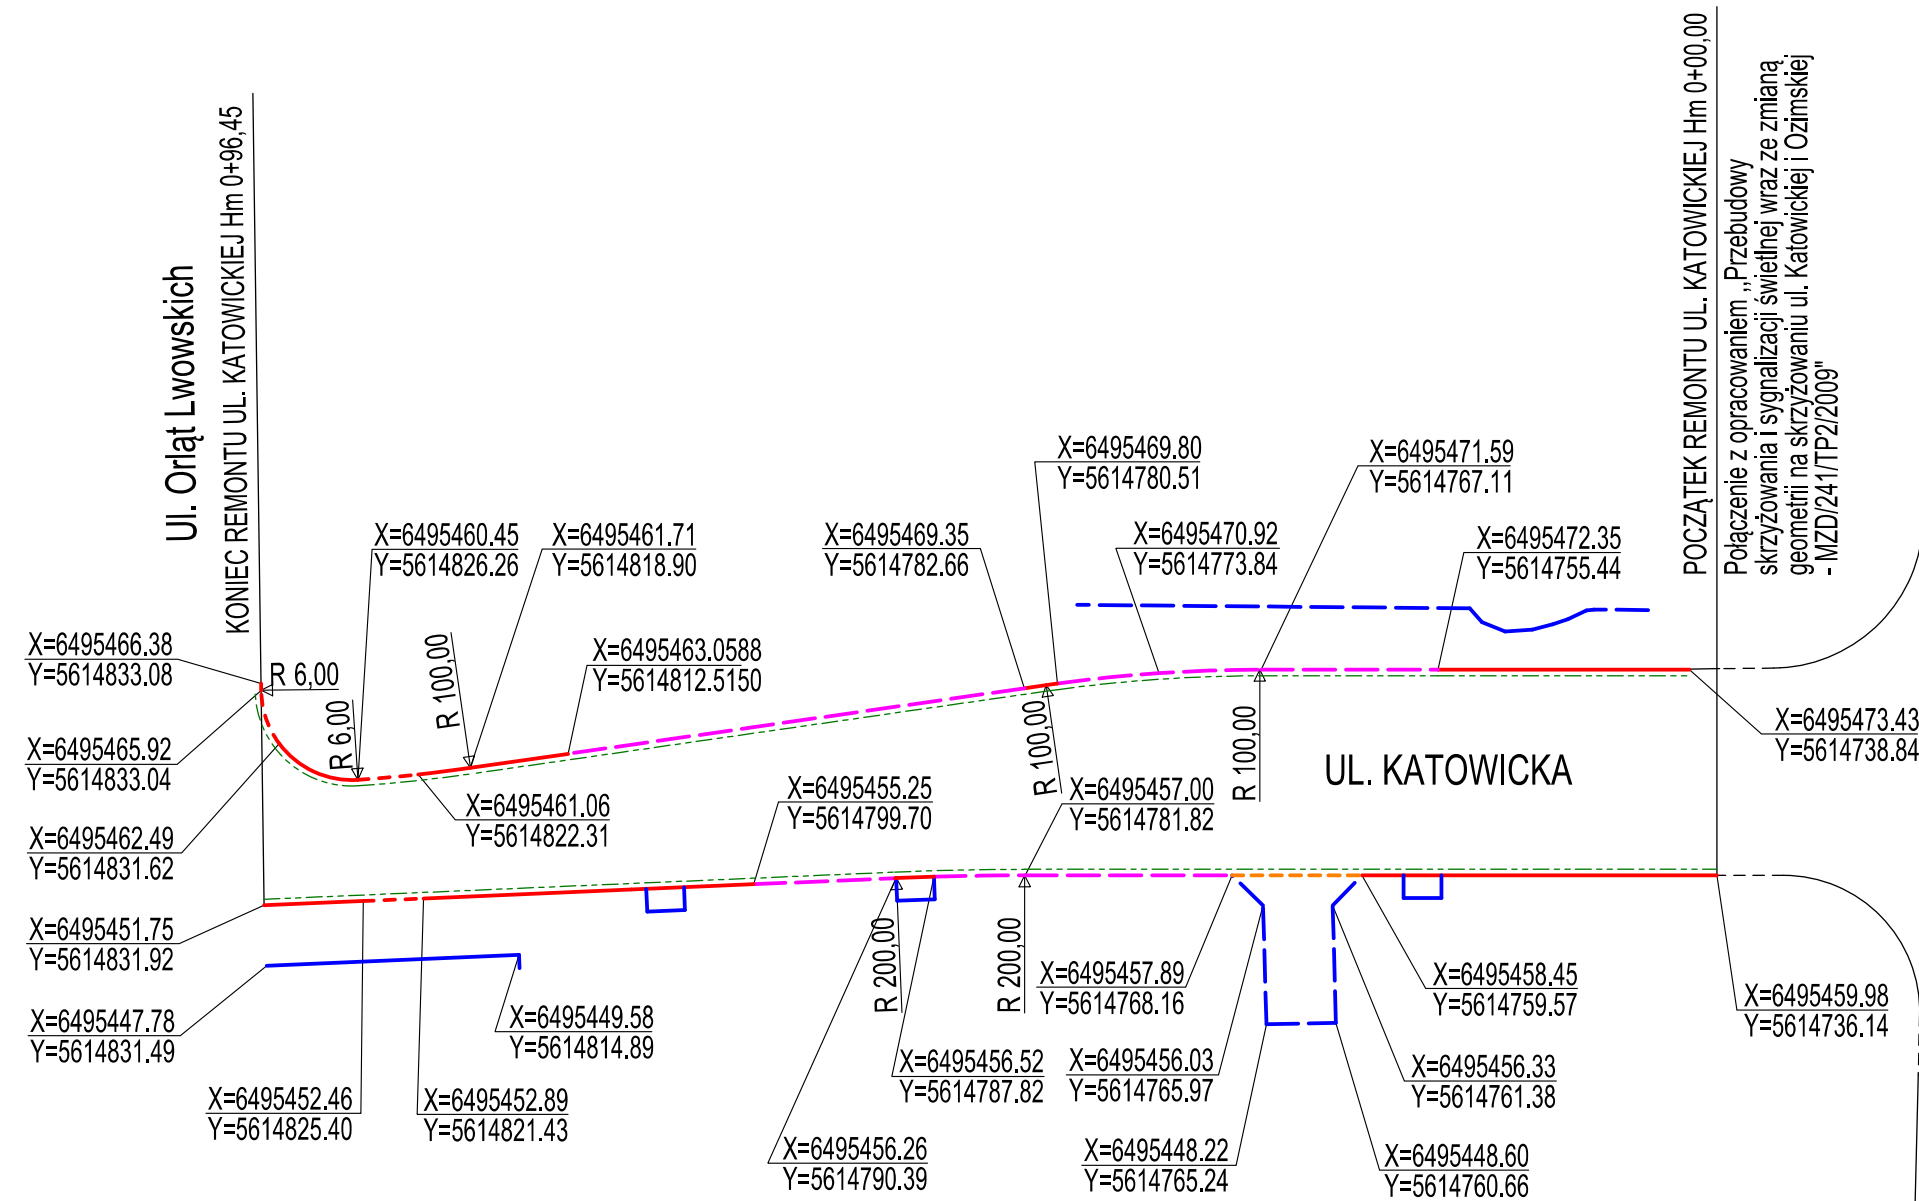 Ul. Orląt Lwowskich
KONIEC REMONTU UL. KATOWICKIEJ Hm 0+96,45
POCZĄTEK REMONTU UL. KATOWICKIEJ Hm 0+00,00
Połączenie z opracowaniem ,,Przebudowy
skrzyżowania i sygnalizacji świetlnej wraz ze zmianą
geometrii na skrzyżowaniu ul. Katowickiej i Ozimskiej
- MZD/241/TP2/2009"
X=6495469.80
Y=5614780.51
X=6495471.59
Y=5614767.11
X=6495460.45
Y=5614826.26
X=6495461.71
Y=5614818.90
X=6495469.35
Y=5614782.66
X=6495470.92
Y=5614773.84
X=6495472.35
Y=5614755.44
X=6495466.38
Y=5614833.08
R 6,00
R 6,00
R 100,00
X=6495463.0588
Y=5614812.5150
X=6495465.92
Y=5614833.04
R 100,00
R 100,00
UL. KATOWICKA
X=6495473.43
Y=5614738.84
X=6495461.06
Y=5614822.31
X=6495455.25
Y=5614799.70
X=6495457.00
Y=5614781.82
X=6495462.49
Y=5614831.62
X=6495451.75
Y=5614831.92
R 200,00
R 200,00
X=6495457.89
Y=5614768.16
X=6495458.45
Y=5614759.57
X=6495459.98
Y=5614736.14
X=6495447.78
Y=5614831.49
X=6495449.58
Y=5614814.89
X=6495456.52
Y=5614787.82
X=6495456.03
Y=5614765.97
X=6495456.33
Y=5614761.38
X=6495452.46
Y=5614825.40
X=6495452.89
Y=5614821.43
X=6495456.26
Y=5614790.39
X=6495448.22
Y=5614765.24
X=6495448.60
Y=5614760.66